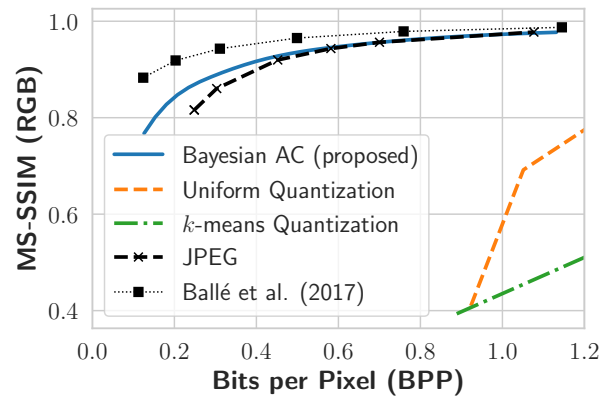 1.0
0.8
0.6
0.4
MS-SSIM (RGB)
Bayesian AC (proposed)
Uniform Quantization
k-means Quantization
JPEG
Ballé et al. (2017)
0.0 0.2 0.4 0.6 0.8 1.0 1.2
Bits per Pixel (BPP)